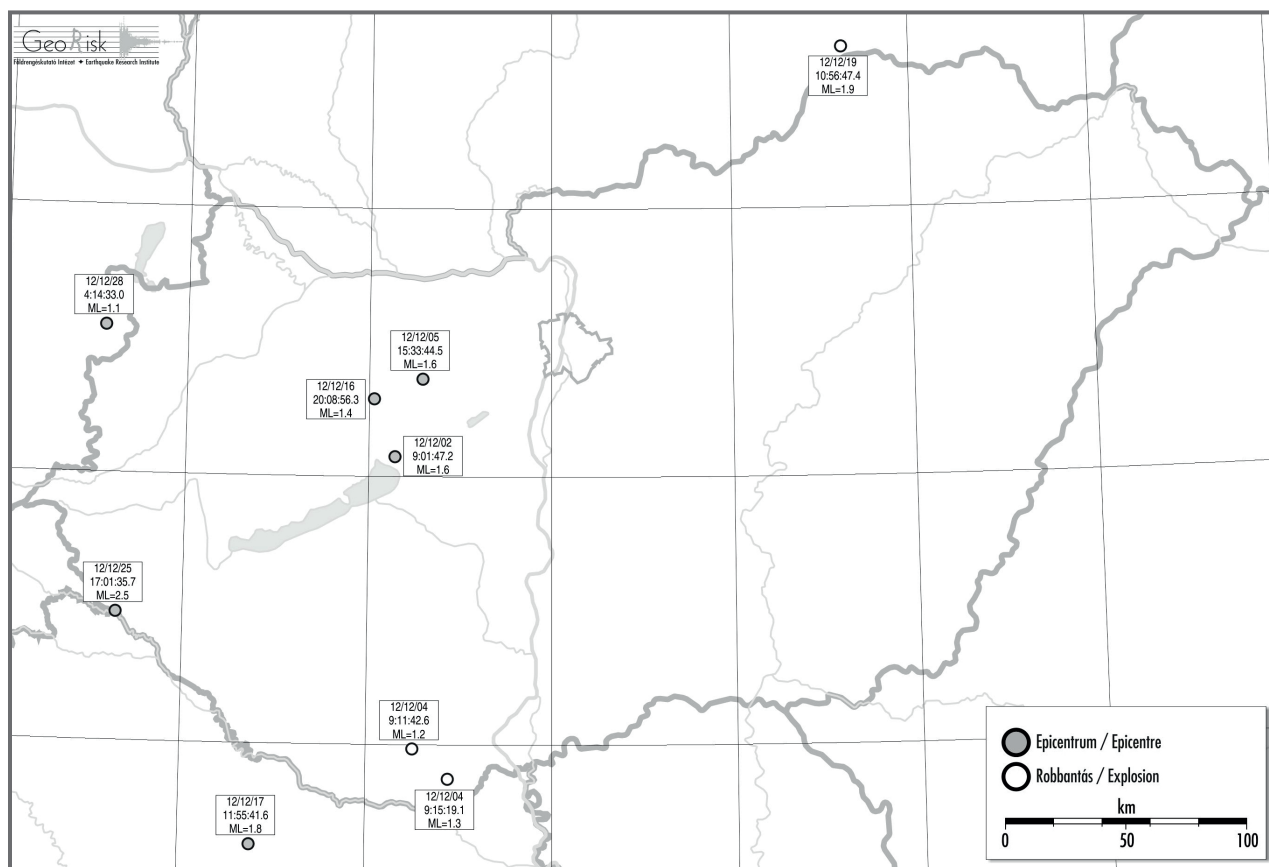 GeoRisk
Földrengéskutató Intézet ✦ Earthquake Research Institute
12/12/19
10:56:47.4
ML=1.9
12/12/28
4:14:33.0
ML=1.1
12/12/05
15:33:44.5
ML=1.6
12/12/16
20:08:56.3
ML=1.4
12/12/02
9:01:47.2
ML=1.6
12/12/25
17:01:35.7
ML=2.5
12/12/04
9:11:42.6
ML=1.2
12/12/04
9:15:19.1
ML=1.3
12/12/17
11:55:41.6
ML=1.8
Epicentrum / Epicentre
Robbantás / Explosion
km
0 50 100